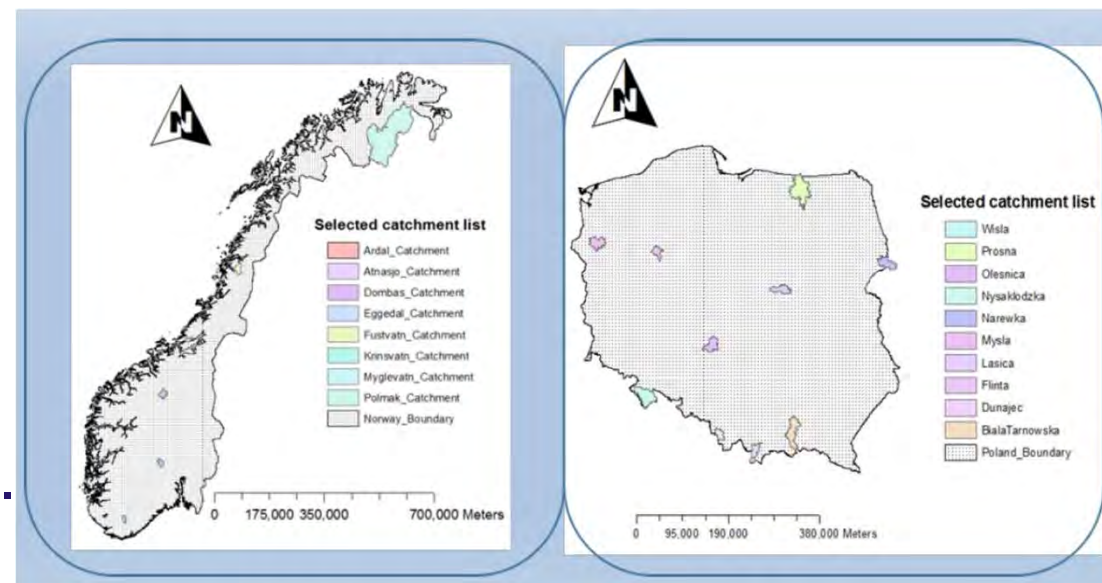 N
Selected catchment list
Ardal_Catchment
Atnasjo_Catchment
Dombas_Catchment
Eggedal_Catchment
Fustvatn_Catchment
Krinsvatn_Catchment
Myglevatn_Catchment
Polmak_Catchment
Norway_Boundary
0 175,000 350,000 700,000 Meters
N
Selected catchment list
Wisla
Prosna
Olesnica
Nysaklodzka
Narewka
Mysla
Lasica
Flinta
Dunajec
BialaTarnowska
Poland_Boundary
0 95,000 190,000 380,000 Meters